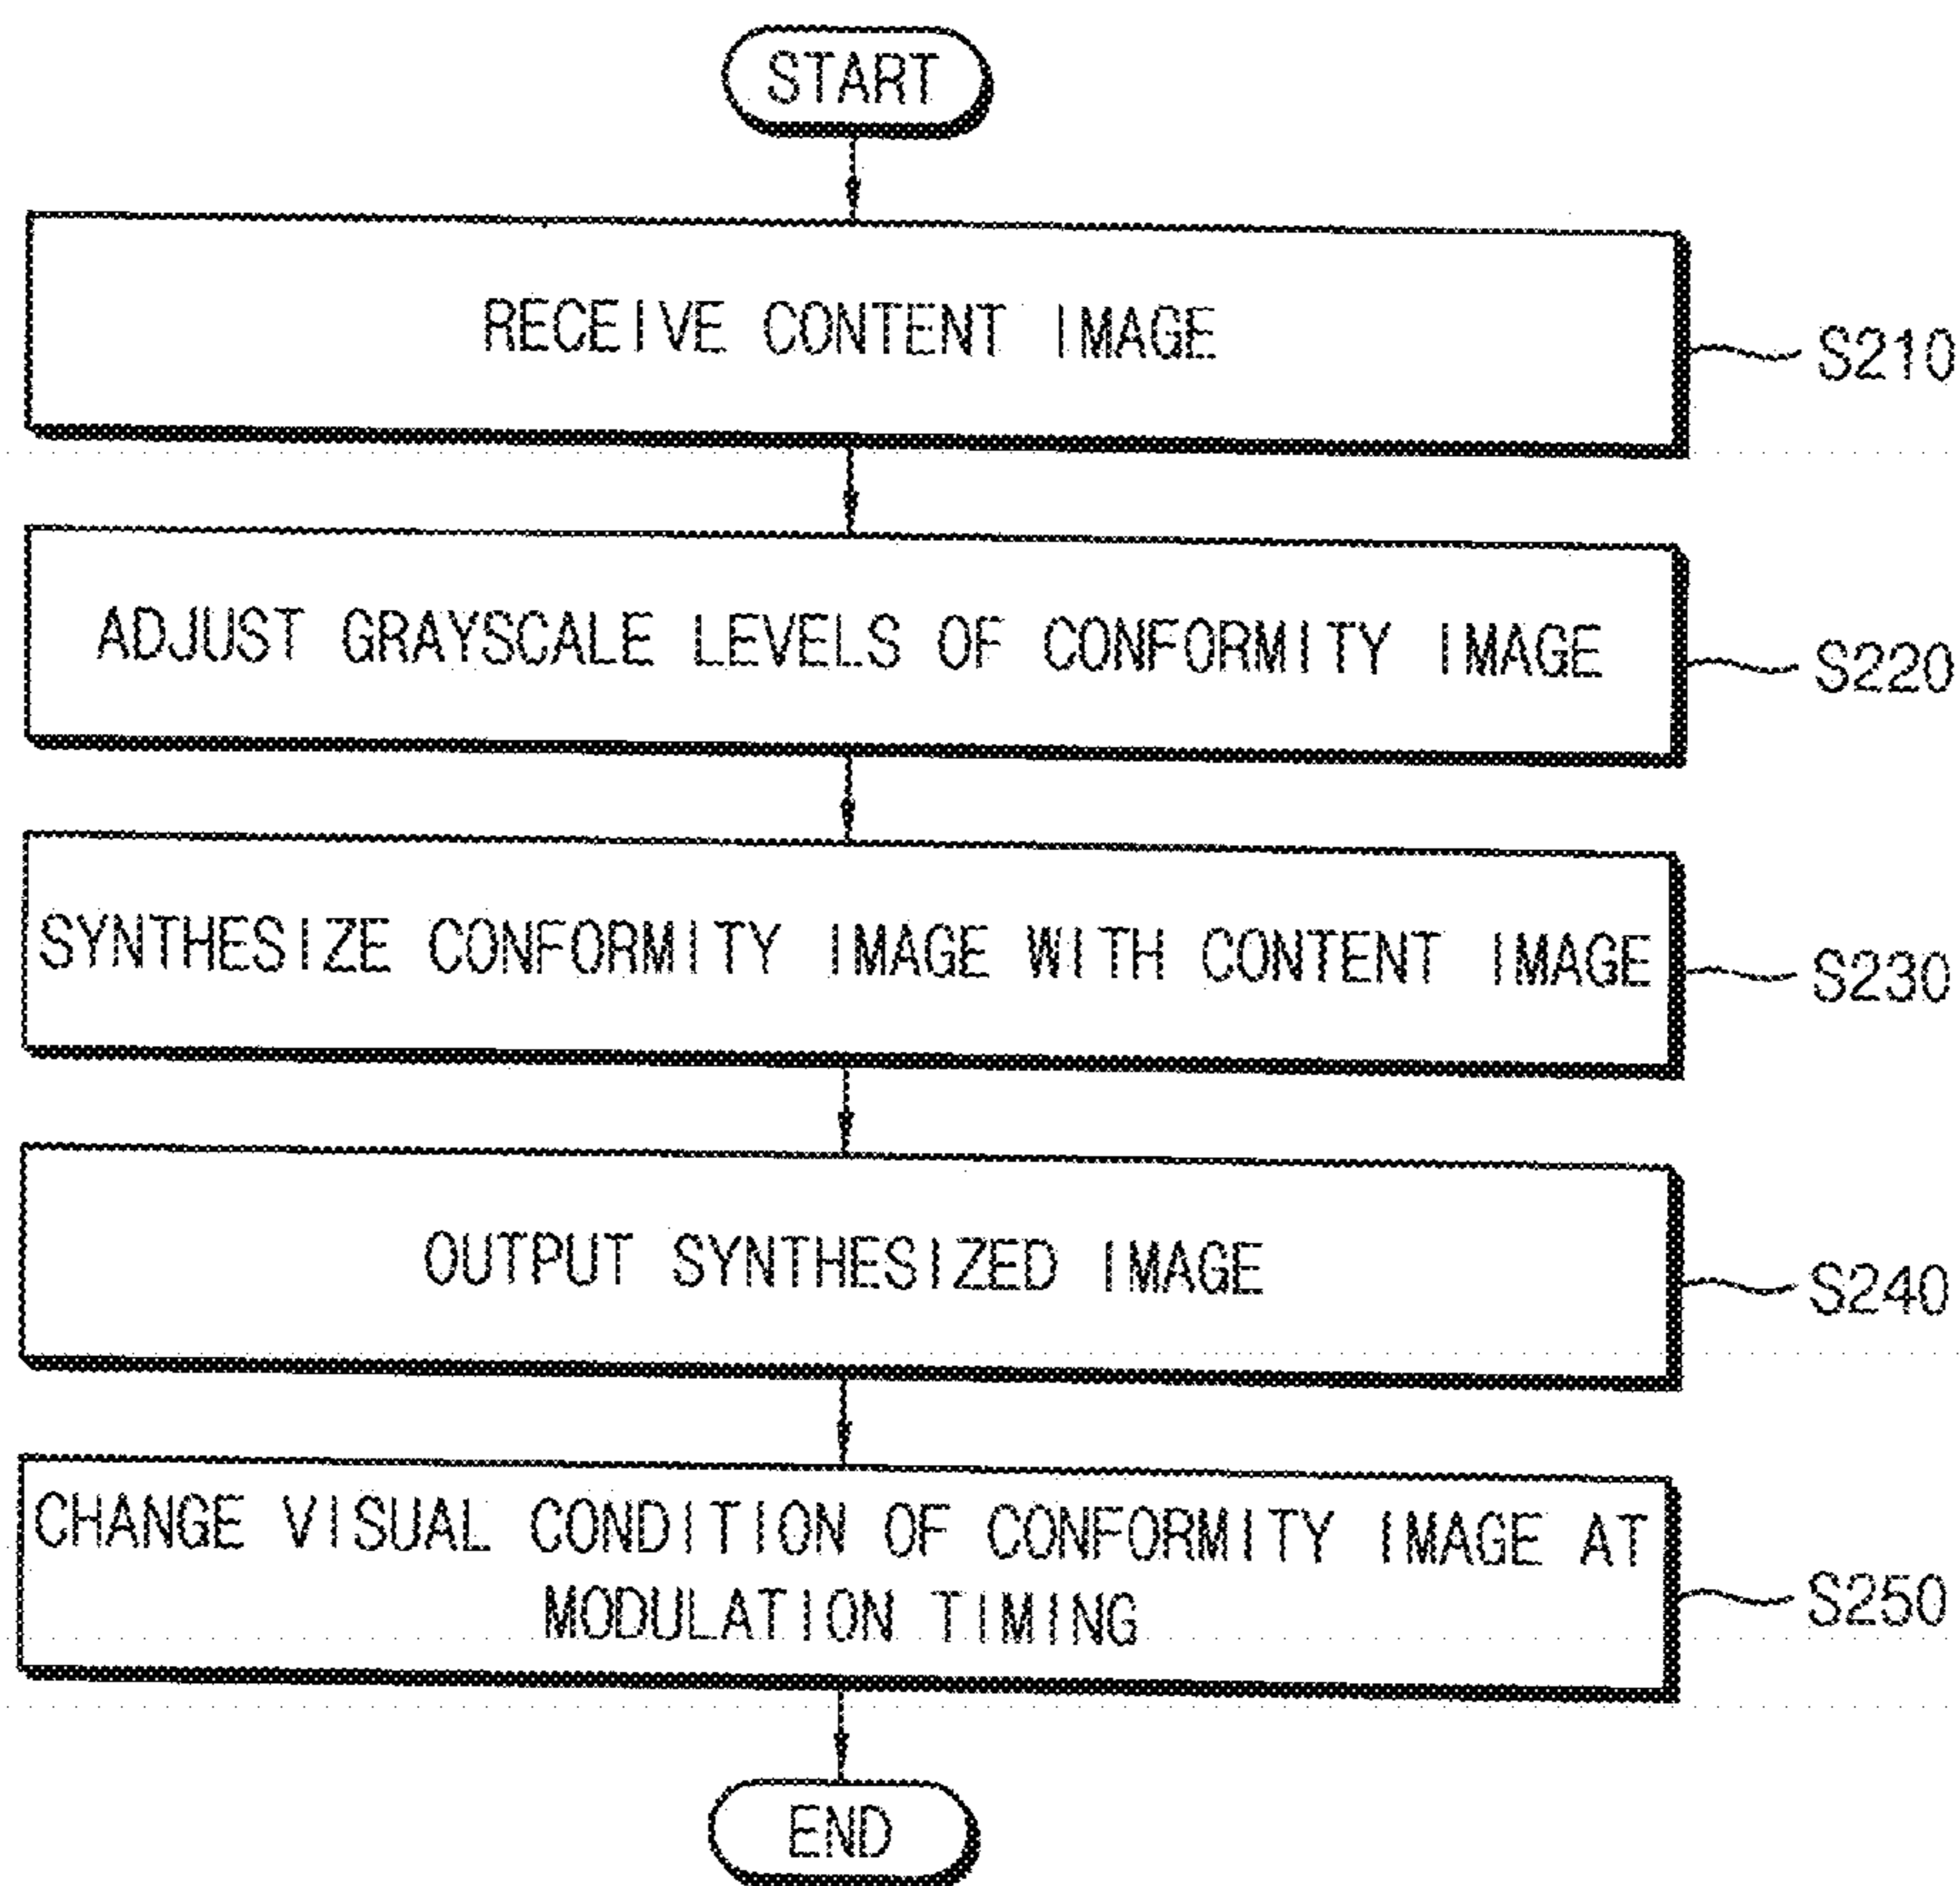 START
RECEIVE CONTENT IMAGE
S210
ADJUST GRAYSCALE LEVELS OF CONFORMITY IMAGE
S220
SYNTHESIZE CONFORMITY IMAGE WITH CONTENT IMAGE
S230
OUTPUT SYNTHESIZED IMAGE
S240
CHANGE VISUAL CONDITION OF CONFORMITY IMAGE AT
MODULATION TIMING
S250
END